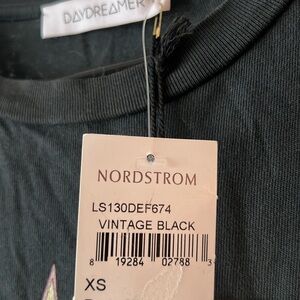 DAYDREAMER
NORDSTROM
LS130DEF674
VINTAGE BLACK
8 19284 02788 3
XS